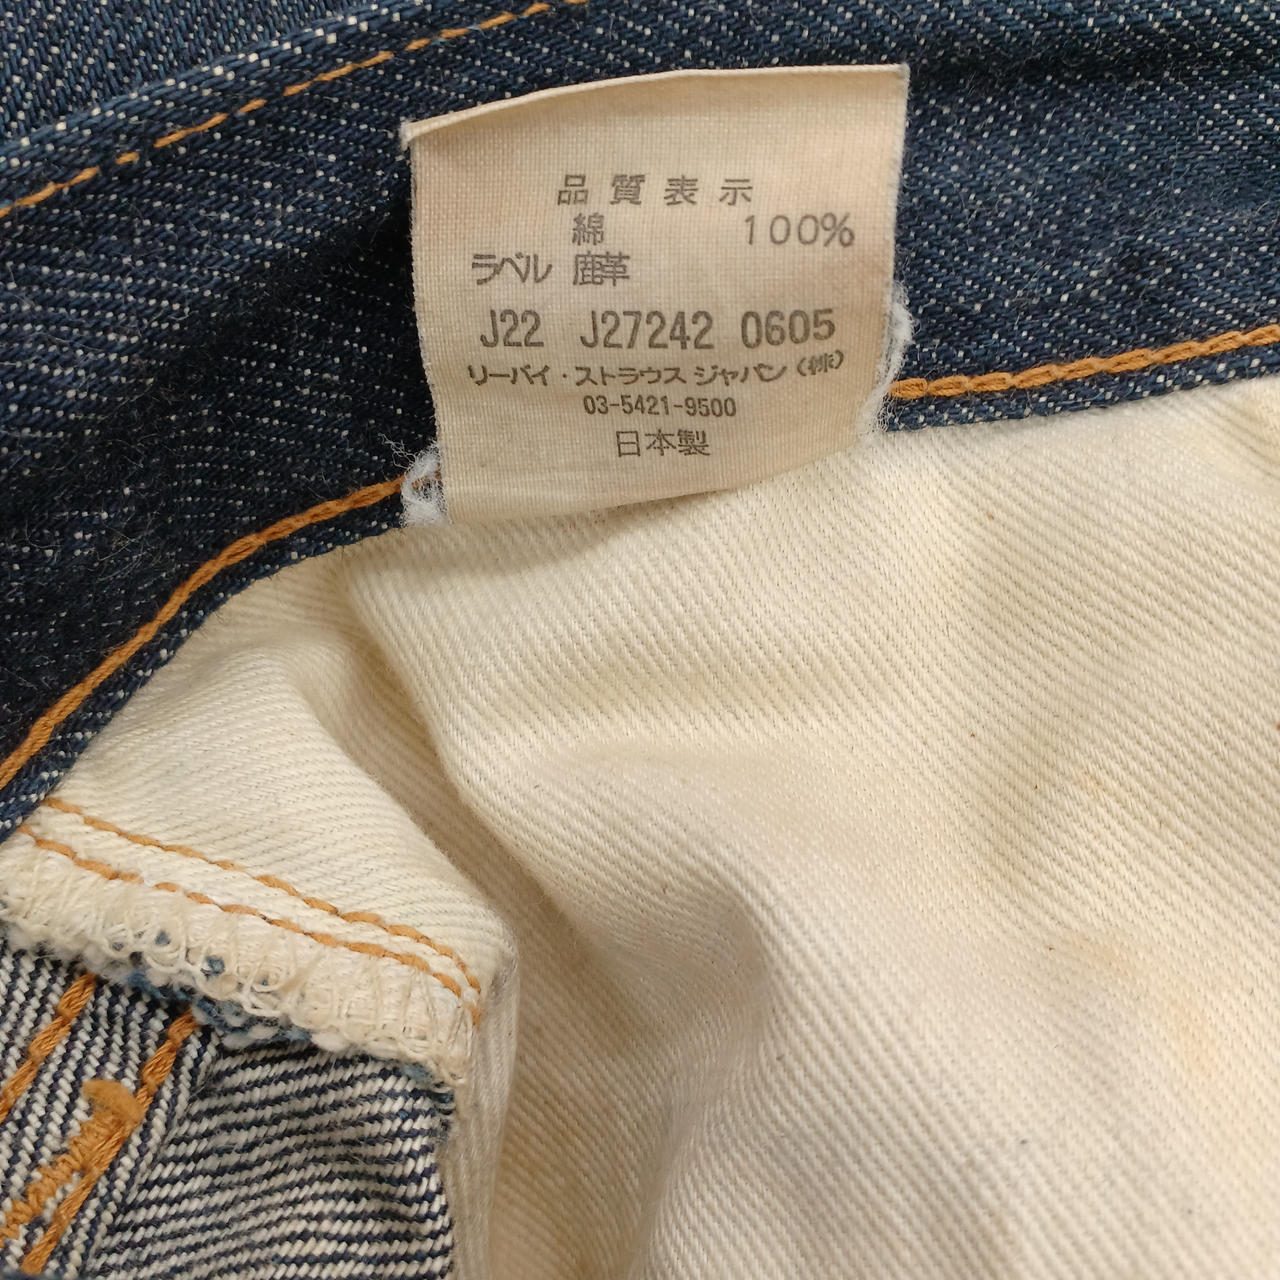 品質表示
綿 100%
ラベル 鹿革
J22 J27242 0605
リーバイ・ストラウス ジャパン(株)
03-5421-9500
日本製